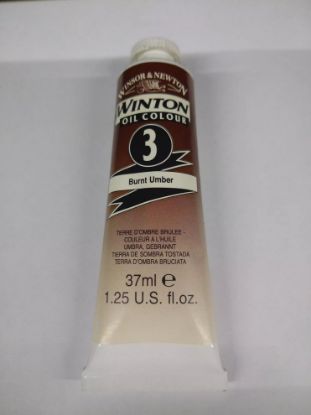 WINSOR & NEWTON
WINTON
OIL COLOUR
3
Burnt Umber
TERRE D'OMBRE BRULEE -
COULEUR A L'HUILE
UMBRA, GEBRANNT
TIERRA DE SOMBRA TOSTADA
TERRA D'OMBRA BRUCIATA
37ml ℮
1.25 U.S. fl.oz.